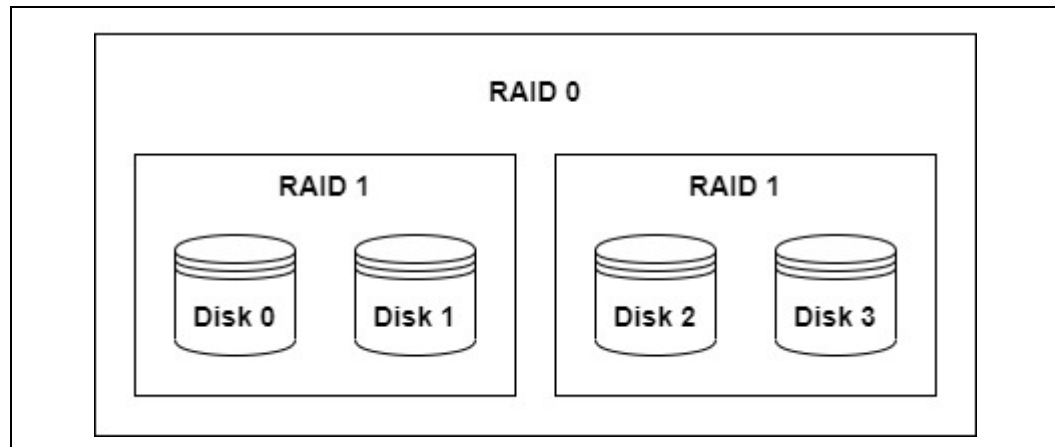 RAID 0
RAID 1
RAID 1
Disk 0
Disk 1
Disk 2
Disk 3